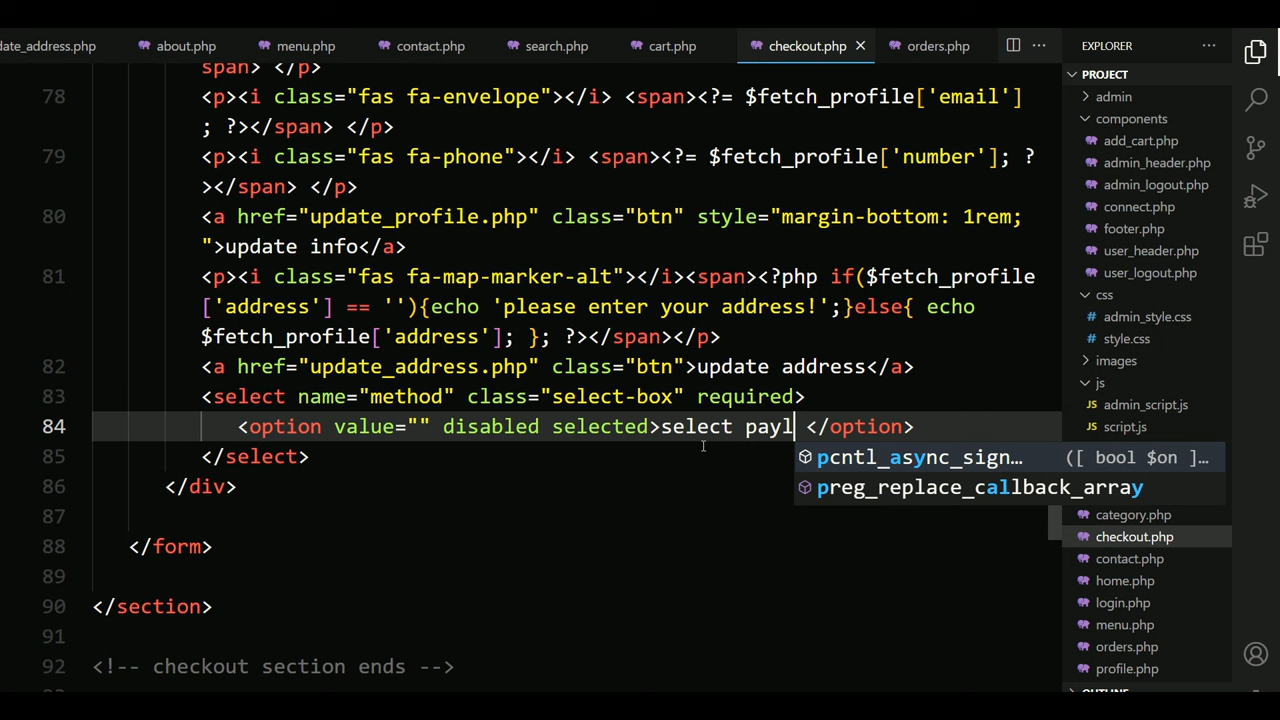 date_address.php about.php menu.php contact.php search.php cart.php checkout.php orders.php
EXPLORER
PROJECT
admin
components
add_cart.php
admin_header.php
admin_logout.php
connect.php
footer.php
user_header.php
user_logout.php
css
admin_style.css
style.css
images
js
admin_script.js
script.js
category.php
checkout.php
contact.php
home.php
login.php
menu.php
orders.php
profile.php
OUTLINE
span> </p>
78 <p><i class="fas fa-envelope"></i> <span><?= $fetch_profile['email']
; ?></span> </p>
79 <p><i class="fas fa-phone"></i> <span><?= $fetch_profile['number']; ?
></span> </p>
80 <a href="update_profile.php" class="btn" style="margin-bottom: 1rem;
">update info</a>
81 <p><i class="fas fa-map-marker-alt"></i><span><?php if($fetch_profile
['address'] == ''){echo 'please enter your address!';}else{ echo
$fetch_profile['address']; }; ?></span></p>
82 <a href="update_address.php" class="btn">update address</a>
83 <select name="method" class="select-box" required>
84 <option value="" disabled selected>select payl </option>
pcntl_async_sign… ([ bool $on ]…
preg_replace_callback_array
85 </select>
86 </div>
87
88 </form>
89
90 </section>
91
92 <!-- checkout section ends -->